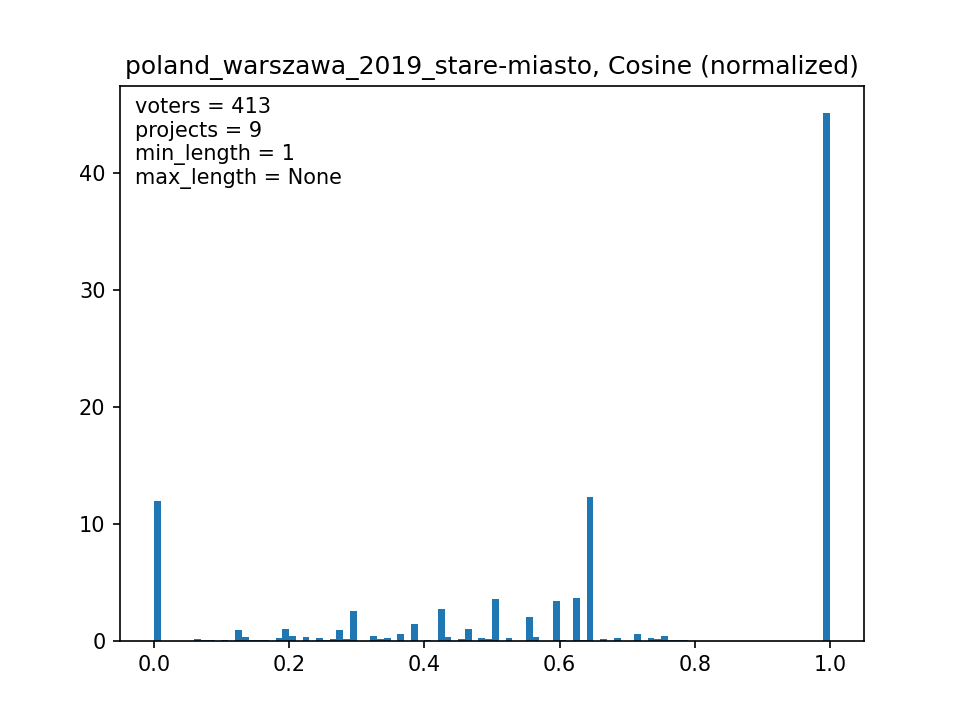 poland_warszawa_2019_stare-miasto, Cosine (normalized)
voters = 413
projects = 9
min_length = 1
max_length = None
40
30
20
10
0
0.0 0.2 0.4 0.6 0.8 1.0